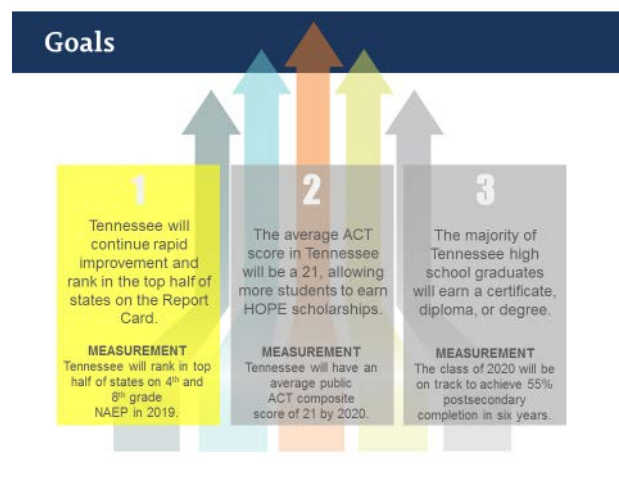 Goals
1
Tennessee will
continue rapid
improvement and
rank in the top half of
states on the Report
Card.
MEASUREMENT
Tennessee will rank in top
half of states on 4th and
8th grade
NAEP in 2019.
2
The average ACT
score in Tennessee
will be a 21, allowing
more students to earn
HOPE scholarships.
MEASUREMENT
Tennessee will have an
average public
ACT composite
score of 21 by 2020.
3
The majority of
Tennessee high
school graduates
will earn a certificate,
diploma, or degree.
MEASUREMENT
The class of 2020 will be
on track to achieve 55%
postsecondary
completion in six years.